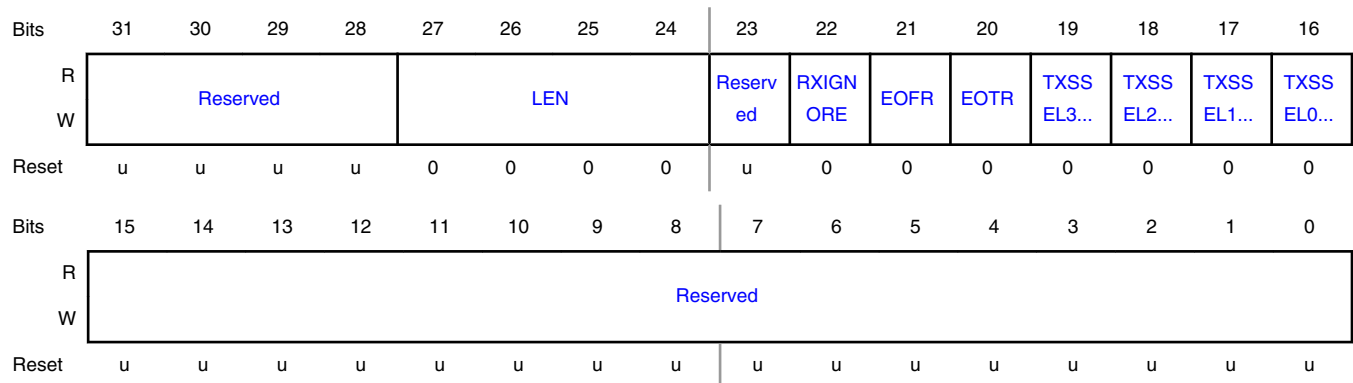 Bits 31 30 29 28 27 26 25 24 23 22 21 20 19 18 17 16
R Reserved LEN Reserv RXIGN EOFR EOTR TXSS TXSS TXSS TXSS
W ed ORE EL3... EL2... EL1... EL0...
Reset u u u u 0 0 0 0 u 0 0 0 0 0 0 0
Bits 15 14 13 12 11 10 9 8 7 6 5 4 3 2 1 0
R Reserved
W
Reset u u u u u u u u u u u u u u u u